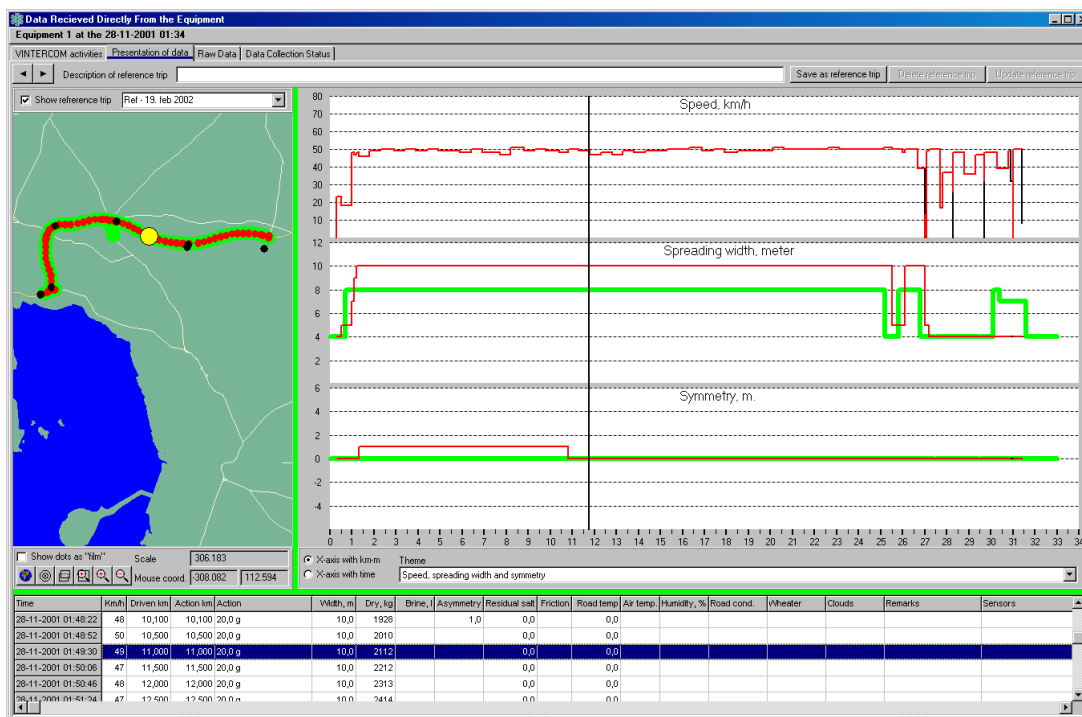 Data Recieved Directly From the Equipment
Equipment 1 at the 28-11-2001 01:34
VINTERCOM activities Presentation of data Raw Data Data Collection Status
Description of reference trip Save as reference trip Delete reference trip Update reference trip
Show refrerence trip Ref - 19. feb 2002
Speed, km/h
80
70
60
50
40
30
20
10
Spreading width, meter
12
10
8
6
4
2
Symmetry, m.
6
4
2
0
-2
-4
0 1 2 3 4 5 6 7 8 9 10 11 12 13 14 15 16 17 18 19 20 21 22 23 24 25 26 27 28 29 30 31 32 33 34
Show dots as "film" Scale 306.183
Mouse coord. -308.082 112.594
X-axis with km-m Theme
X-axis with time Speed, spreading width and symmetry
Time Km/h Driven km Action km Action Width, m Dry, kg Brine, l Asymmetry Residual salt Friction Road temp Air temp. Humidity, % Road cond. Wheater Clouds Remarks Sensors
28-11-2001 01:48:22 48 10,100 10,100 20,0 g 10,0 1928 1,0 0,0 0,0
28-11-2001 01:48:52 50 10,500 10,500 20,0 g 10,0 2010 0,0 0,0
28-11-2001 01:49:30 49 11,000 11,000 20,0 g 10,0 2112 0,0 0,0
28-11-2001 01:50:06 47 11,500 11,500 20,0 g 10,0 2212 0,0 0,0
28-11-2001 01:50:46 48 12,000 12,000 20,0 g 10,0 2313 0,0 0,0
28-11-2001 01:51:24 47 12,500 12,500 20,0 g 10,0 2414 0,0 0,0